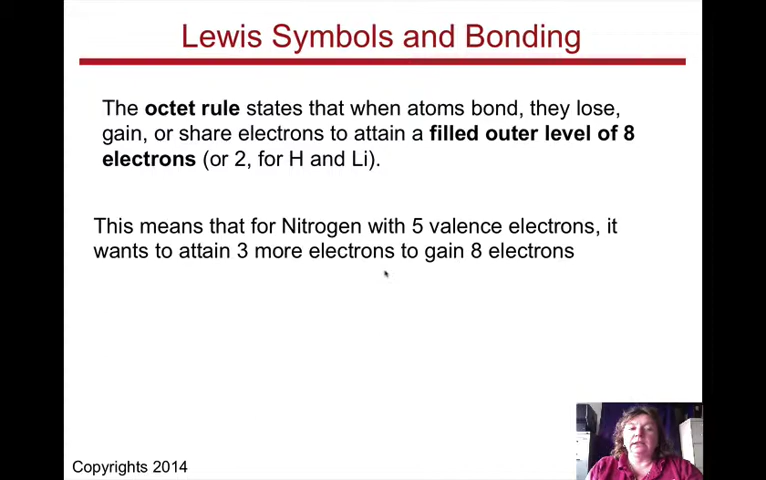 Lewis Symbols and Bonding
The octet rule states that when atoms bond, they lose,
gain, or share electrons to attain a filled outer level of 8
electrons (or 2, for H and Li).
This means that for Nitrogen with 5 valence electrons, it
wants to attain 3 more electrons to gain 8 electrons
Copyrights 2014